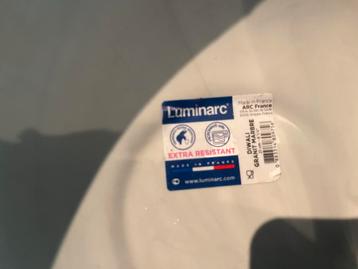 Luminarc®
EXTRA RESISTANT
MADE IN FRANCE
www.luminarc.com
Made in France
ARC France
DIWALI
GRANIT MARBRE